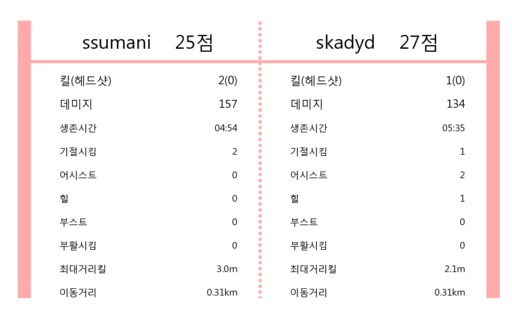 ssumani 25점
킬(헤드샷) 2(0)
데미지 157
생존시간 04:54
기절시킴 2
어시스트 0
힐 0
부스트 0
부활시킴 0
최대거리킬 3.0m
이동거리 0.31km
skadyd 27점
킬(헤드샷) 1(0)
데미지 134
생존시간 05:35
기절시킴 1
어시스트 2
힐 1
부스트 0
부활시킴 0
최대거리킬 2.1m
이동거리 0.31km